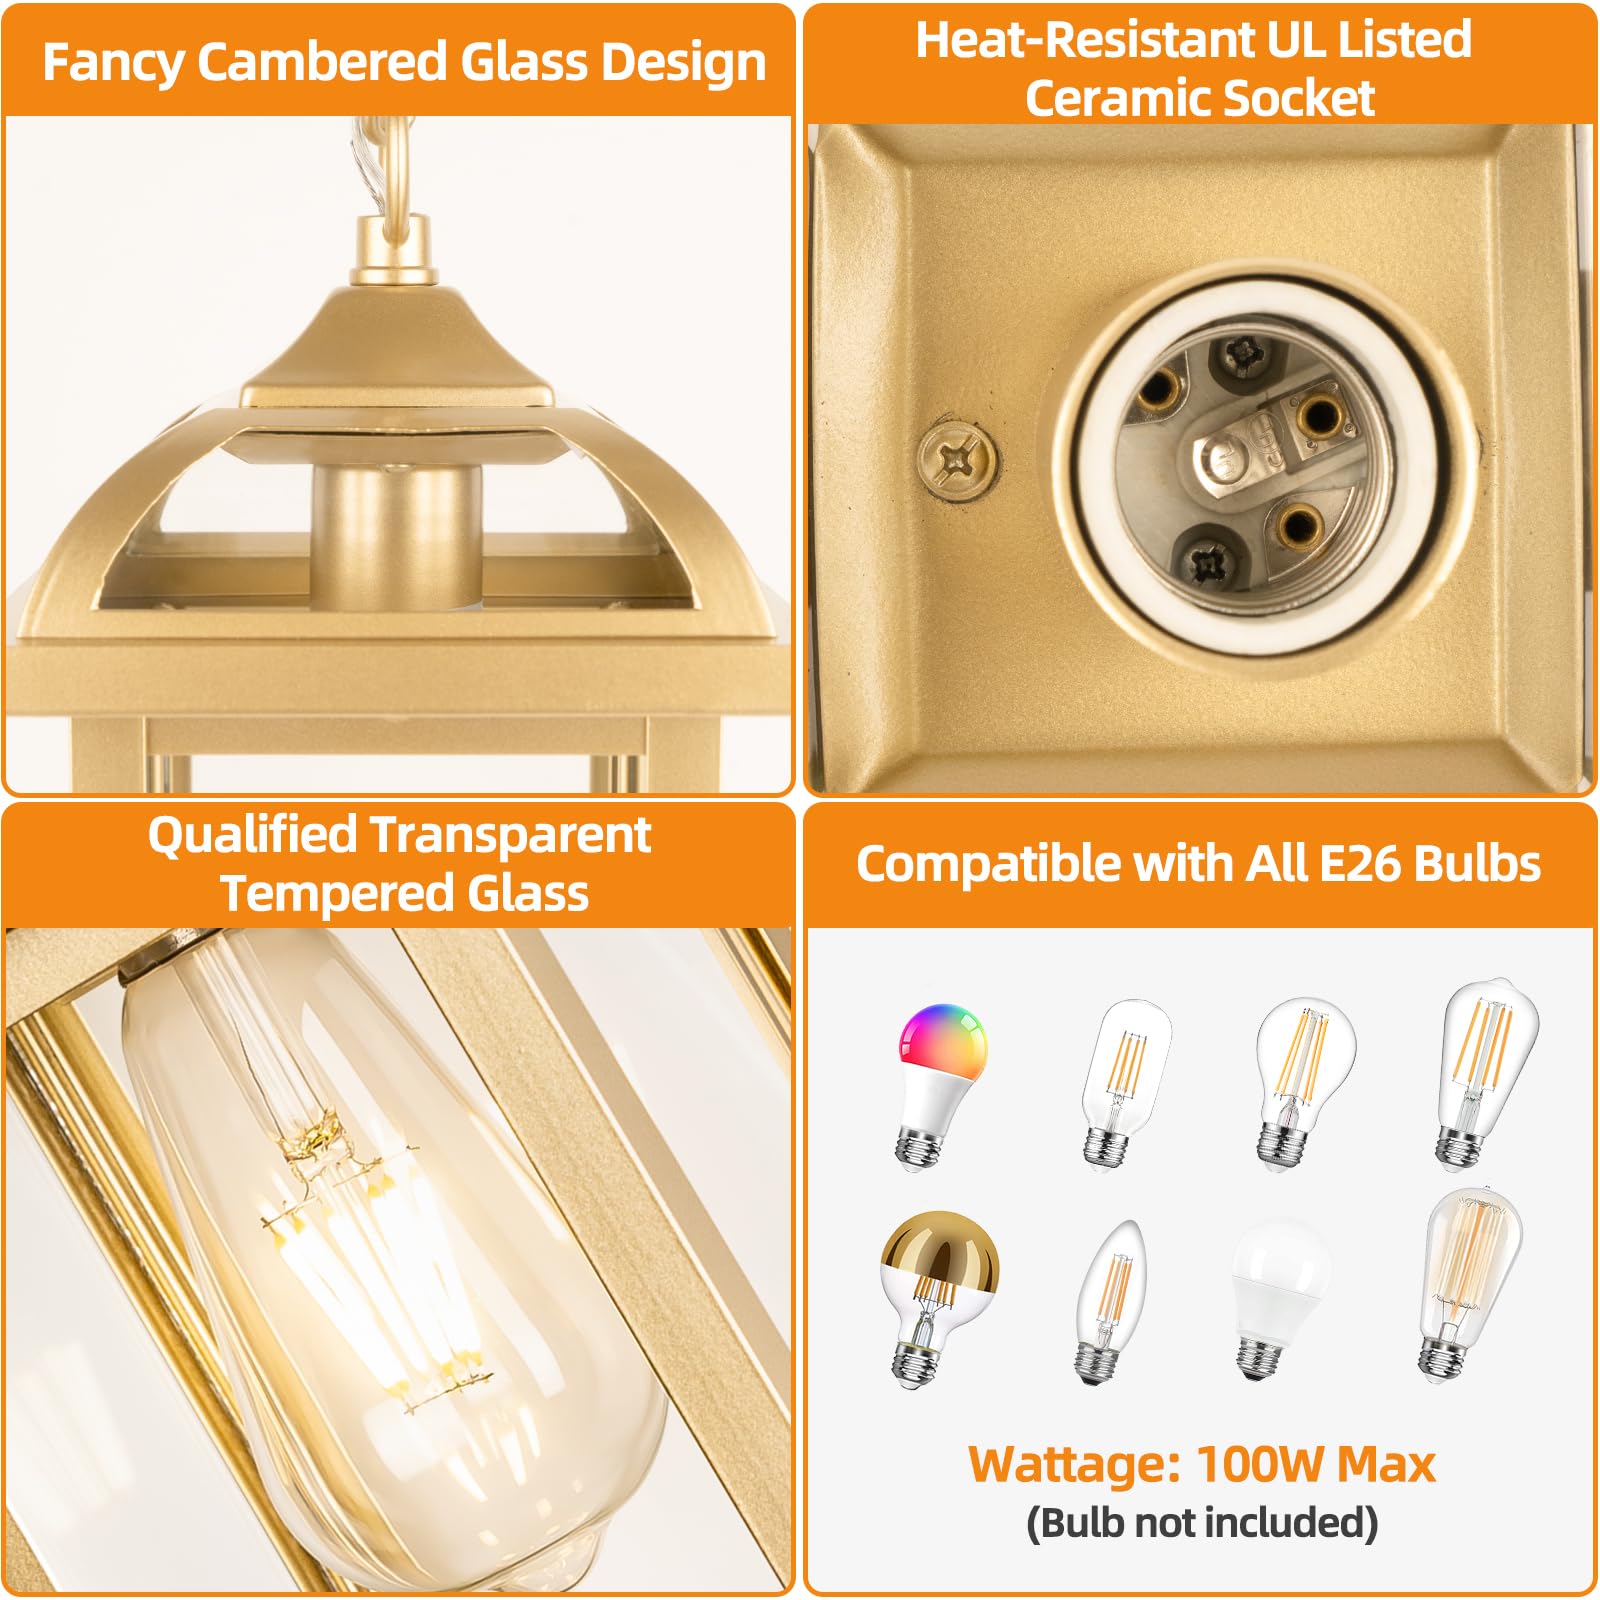 Fancy Cambered Glass Design
Heat-Resistant UL Listed
Ceramic Socket
Qualified Transparent
Tempered Glass
Compatible with All E26 Bulbs
Wattage: 100W Max
(Bulb not included)